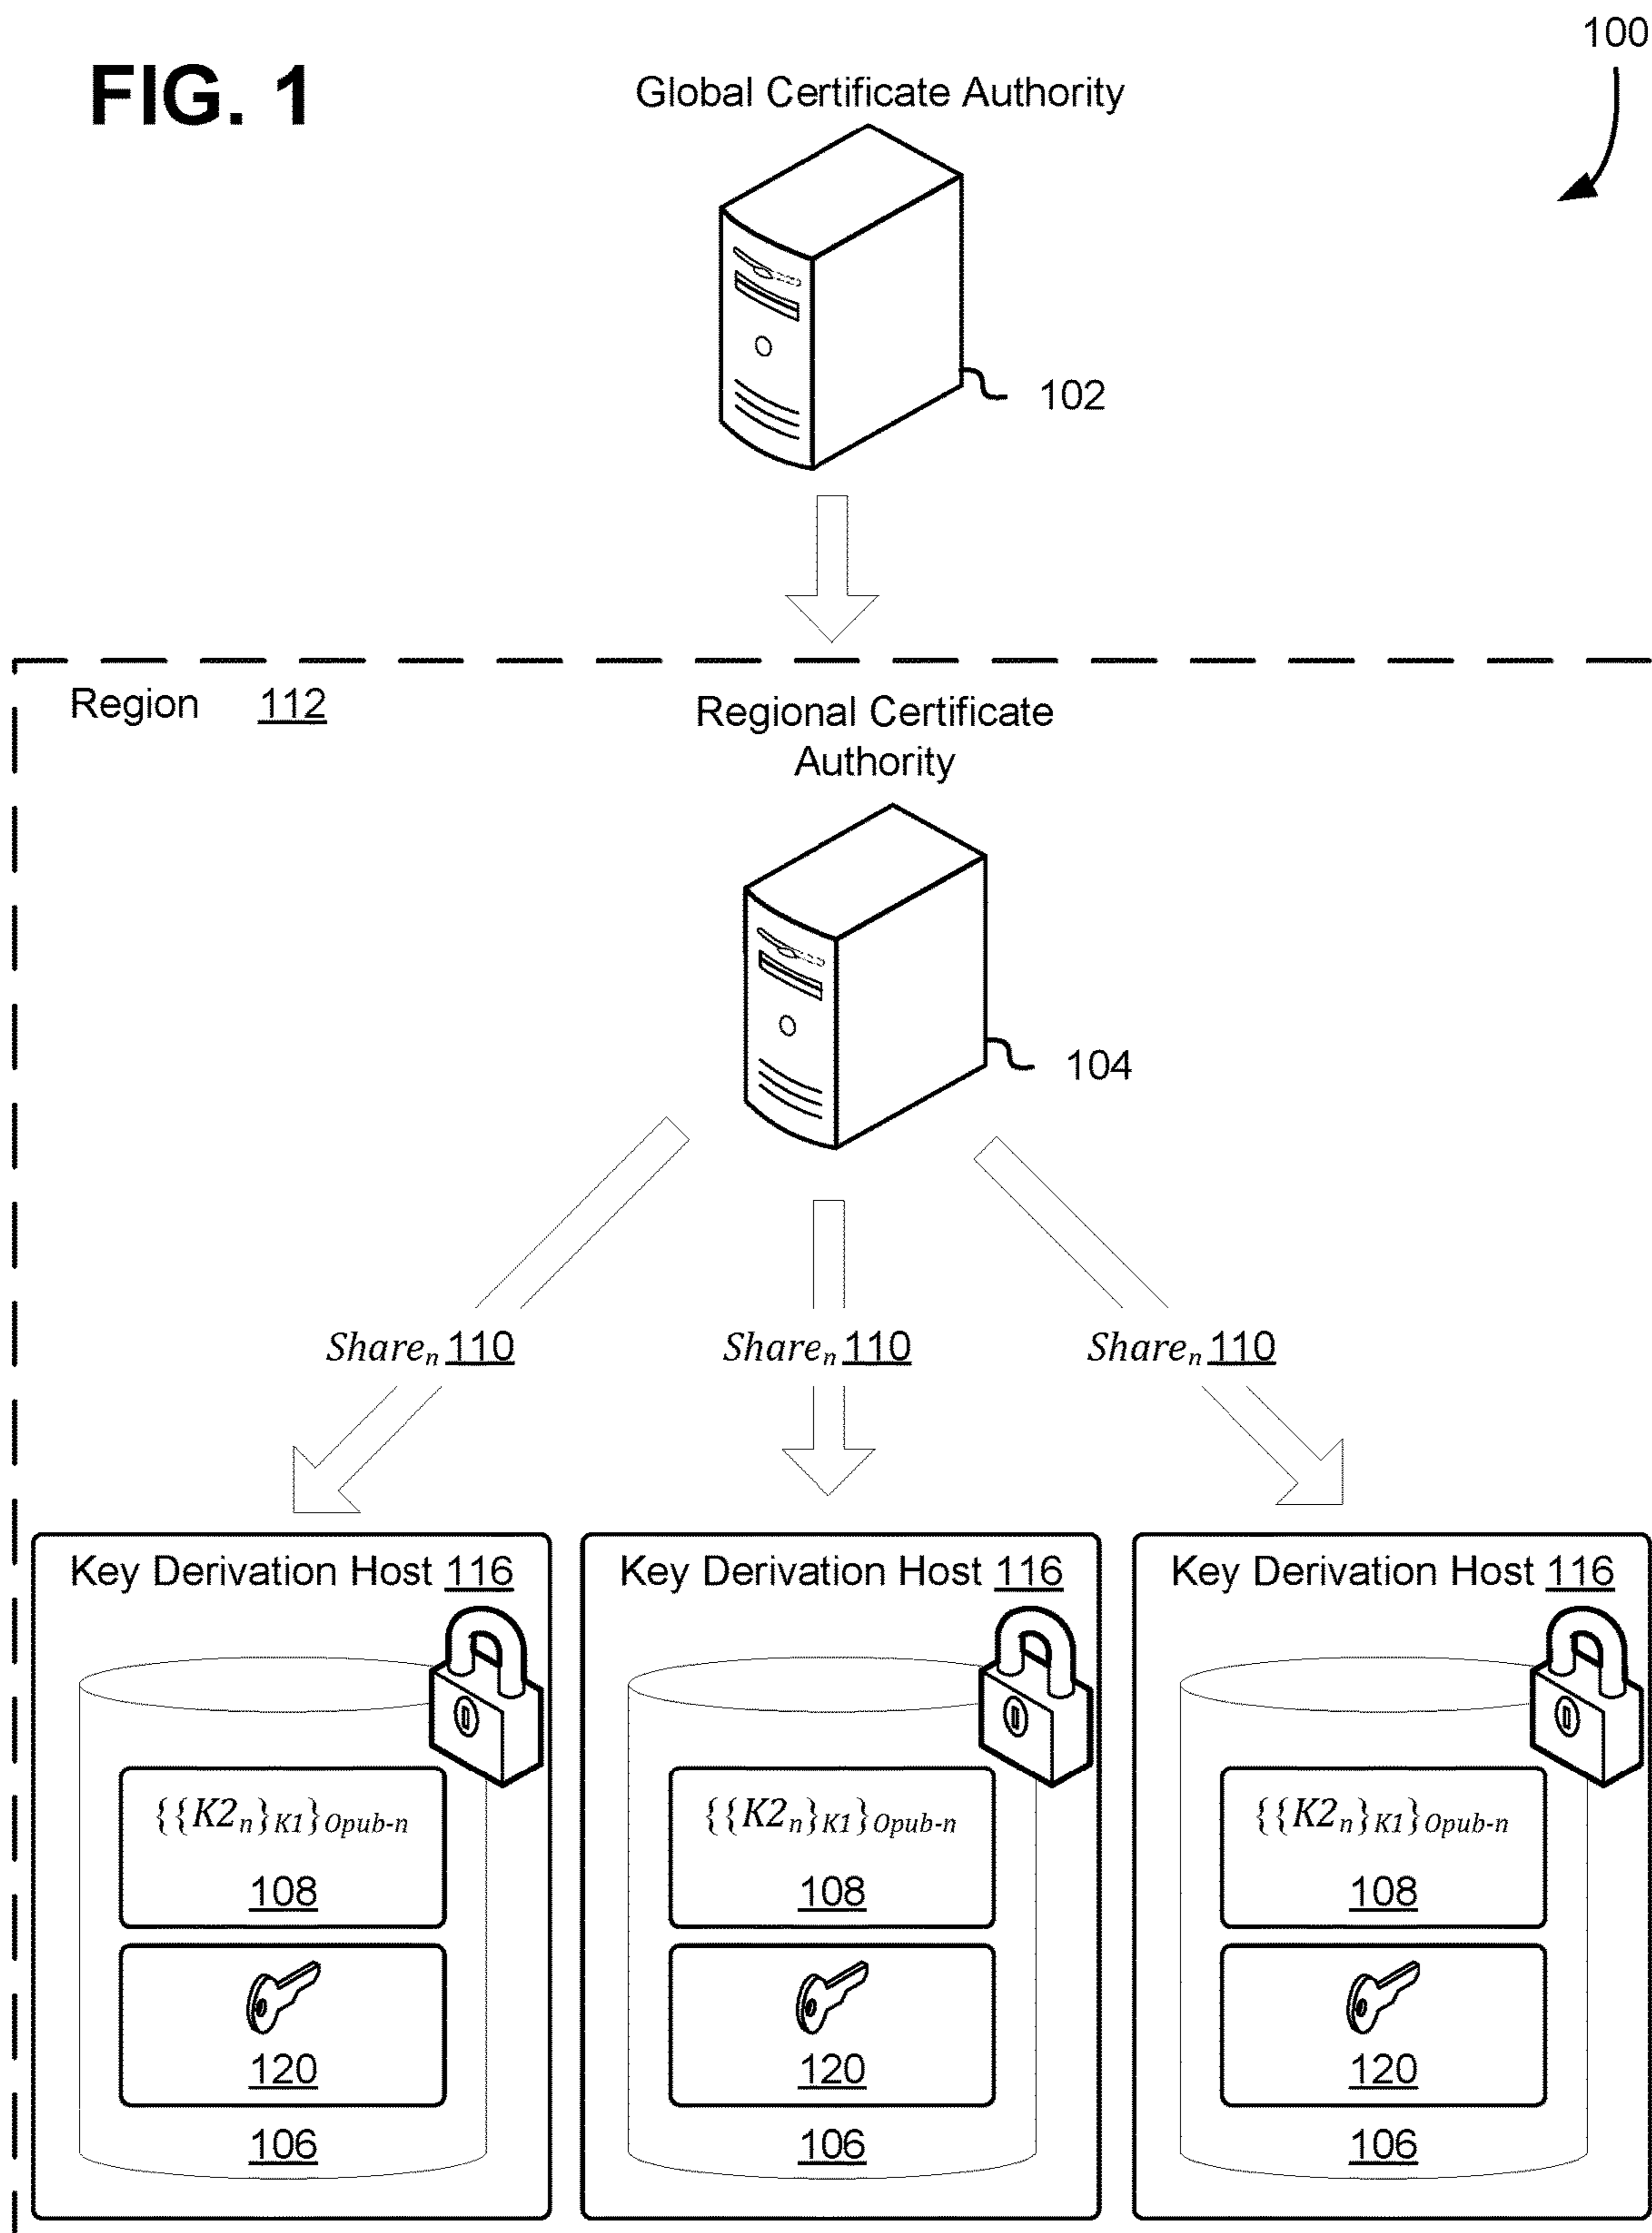 100
FIG. 1
Global Certificate Authority
102
Region 112
Regional Certificate
Authority
104
Shareₙ 110
Shareₙ 110
Shareₙ 110
Key Derivation Host 116
Key Derivation Host 116
Key Derivation Host 116
{{K2ₙ}K1}Opub-n
{{K2ₙ}K1}Opub-n
{{K2ₙ}K1}Opub-n
108
108
108
120
120
120
106
106
106